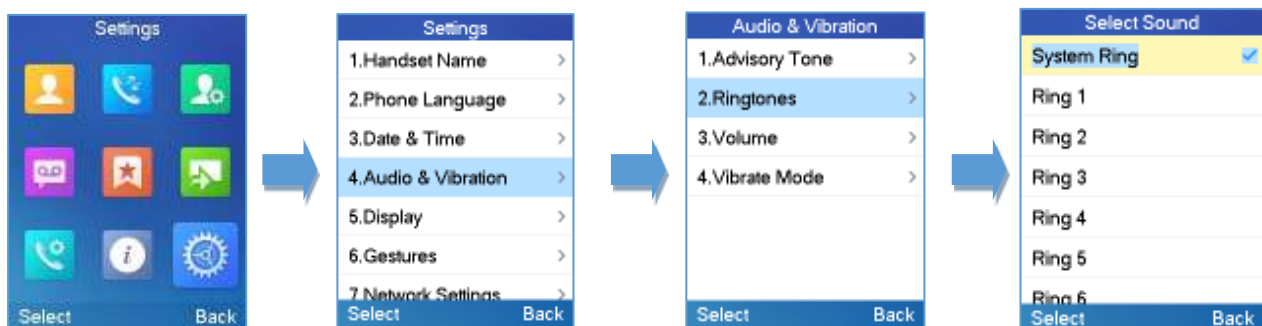 Settings
Select Back
Settings
1.Handset Name
2.Phone Language
3.Date & Time
4.Audio & Vibration
5.Display
6.Gestures
7.Network Settings
Select Back
Audio & Vibration
1.Advisory Tone
2.Ringtones
3.Volume
4.Vibrate Mode
Select Back
Select Sound
System Ring
Ring 1
Ring 2
Ring 3
Ring 4
Ring 5
Ring 6
Select Back